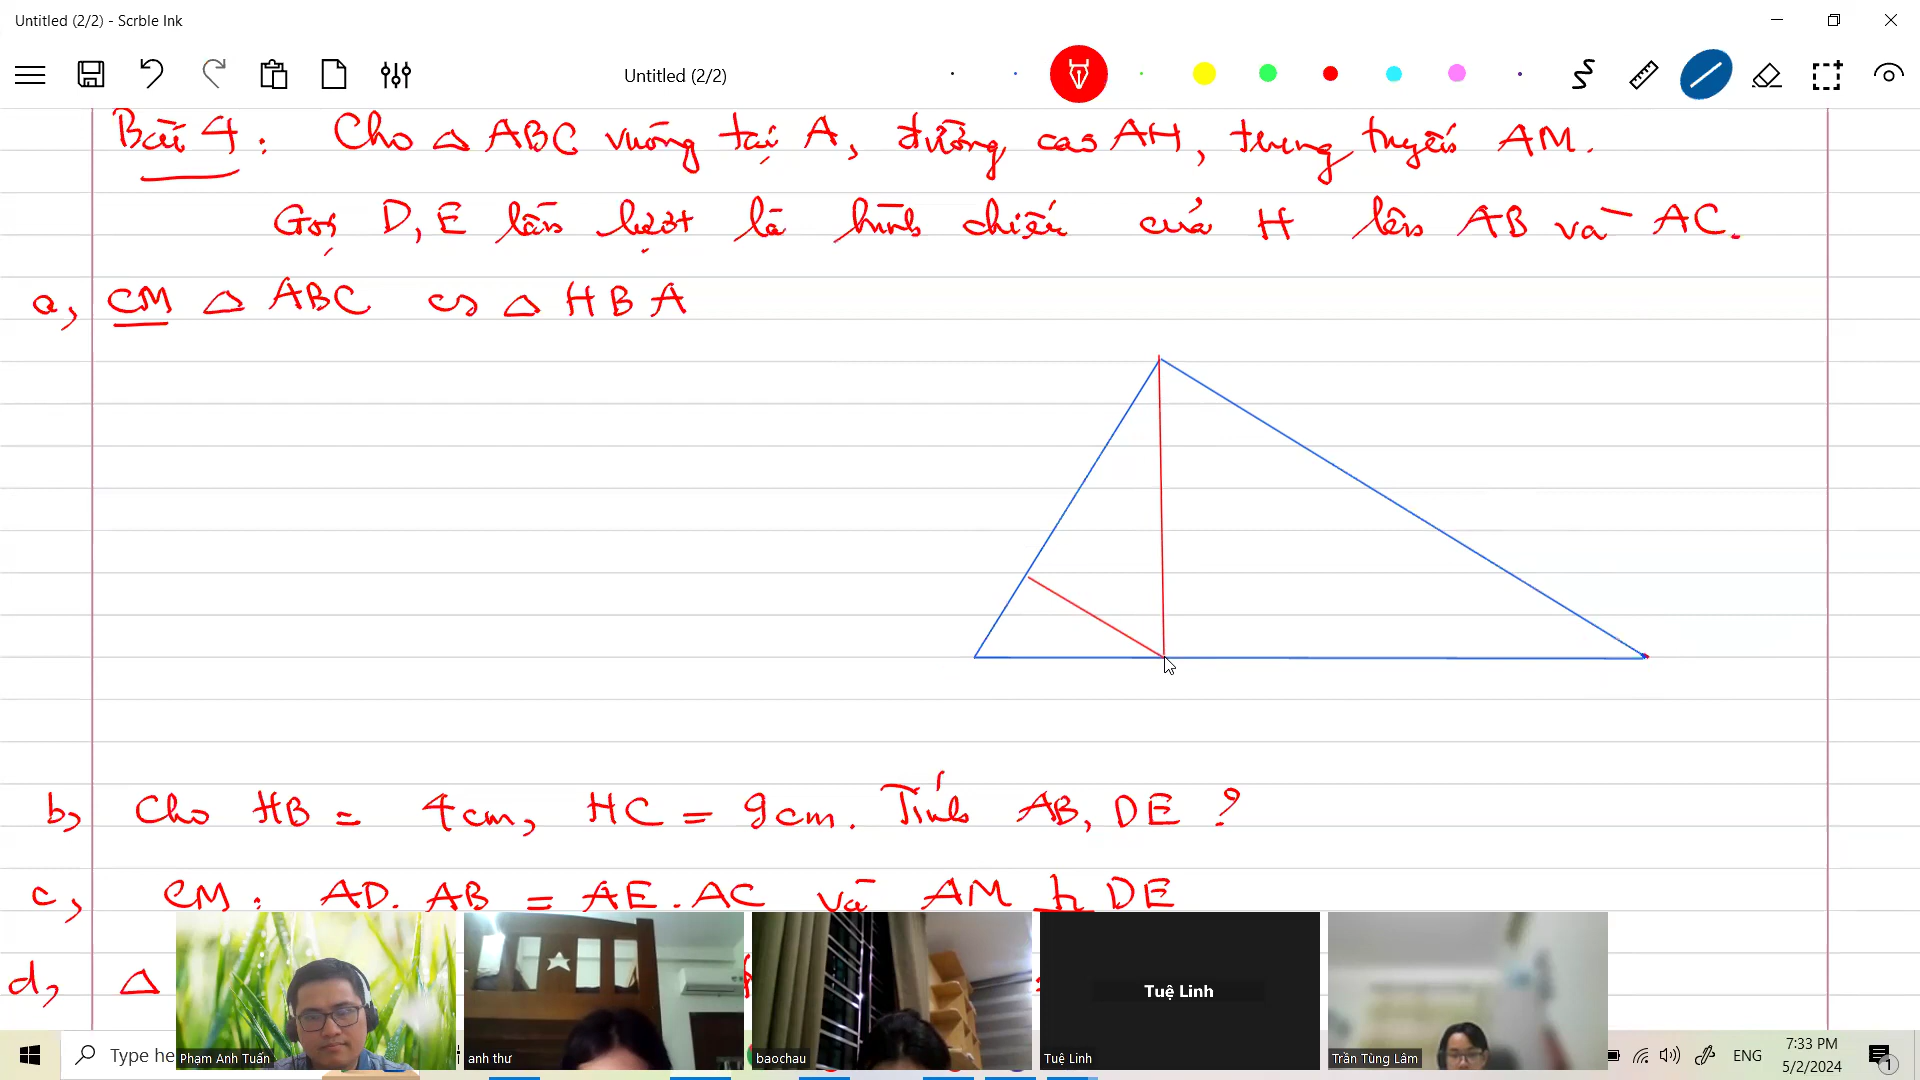 Untitled (2/2) - Scrble Ink
Untitled (2/2)
Bài 4: Cho Δ ABC vuông tại A, đường cao AH, trung tuyến AM.
Gọi D, E lần lượt là hình chiếu của H lên AB và AC.
a, CM Δ ABC ∽ Δ HBA
b, Cho HB = 4cm, HC = 9cm. Tính AB, DE ?
c, CM: AD. AB = AE. AC và AM ⊥ DE
d, Δ
Tuệ Linh
Phạm Anh Tuấn
anh thư
baochau
Tuệ Linh
Trần Tùng Lâm
Type he
ENG
7:33 PM
5/2/2024
1